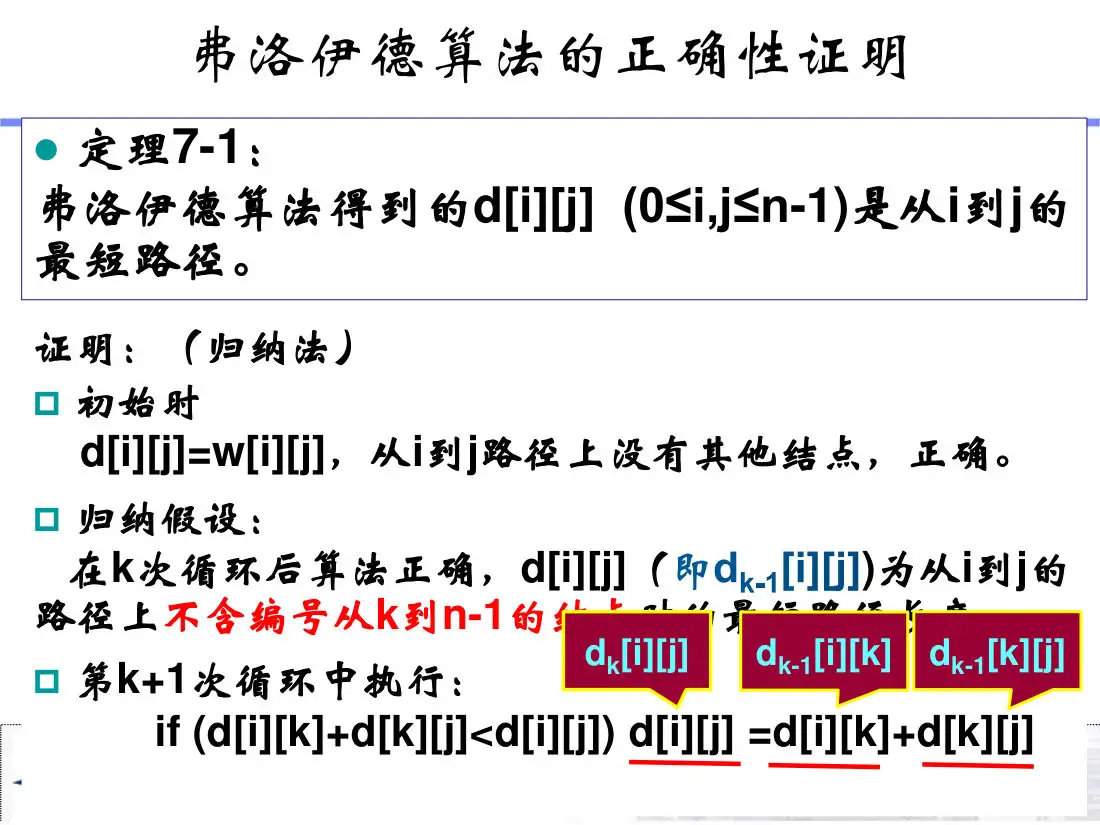 弗洛伊德算法的正确性证明
定理7-1：
弗洛伊德算法得到的d[i][j] (0≤i,j≤n-1)是从i到j的
最短路径。
证明：（归纳法）
初始时
d[i][j]=w[i][j]，从i到j路径上没有其他结点，正确。
归纳假设：
在k次循环后算法正确，d[i][j]（即dk-1[i][j])为从i到j的
路径上不含编号从k到n-1的
dk[i][j]
dk-1[i][k]
dk-1[k][j]
第k+1次循环中执行：
if (d[i][k]+d[k][j]<d[i][j]) d[i][j] =d[i][k]+d[k][j]